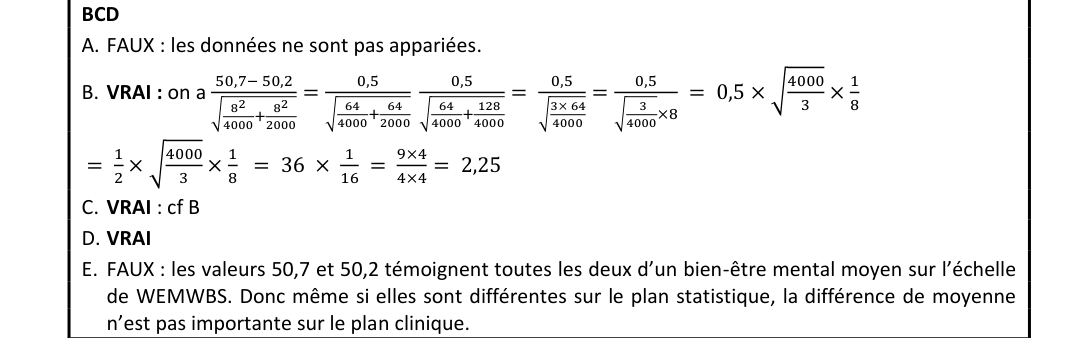 BCD
A. FAUX : les données ne sont pas appariées.
B. VRAI : on a (50,7− 50,2)/√(8²/4000 + 8²/2000) = 0,5/√(64/4000 + 64/2000) 0,5/√(64/4000 + 128/4000) = 0,5/√((3× 64)/4000) = 0,5/(√(3/4000) ×8) = 0,5 × √(4000/3) × 1/8
= 1/2 × √(4000/3) × 1/8 = 36 × 1/16 = (9×4)/(4×4) = 2,25
C. VRAI : cf B
D. VRAI
E. FAUX : les valeurs 50,7 et 50,2 témoignent toutes les deux d’un bien-être mental moyen sur l’échelle
de WEMWBS. Donc même si elles sont différentes sur le plan statistique, la différence de moyenne
n’est pas importante sur le plan clinique.